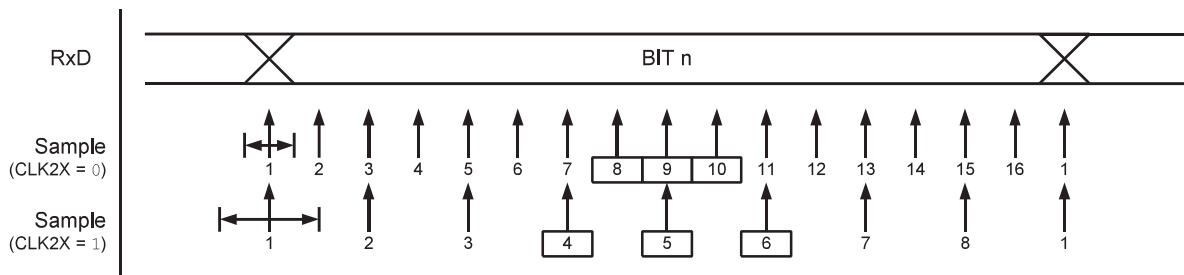 RxD BIT n
Sample
(CLK2X = 0) 1 2 3 4 5 6 7 8 9 10 11 12 13 14 15 16 1
Sample
(CLK2X = 1) 1 2 3 4 5 6 7 8 1